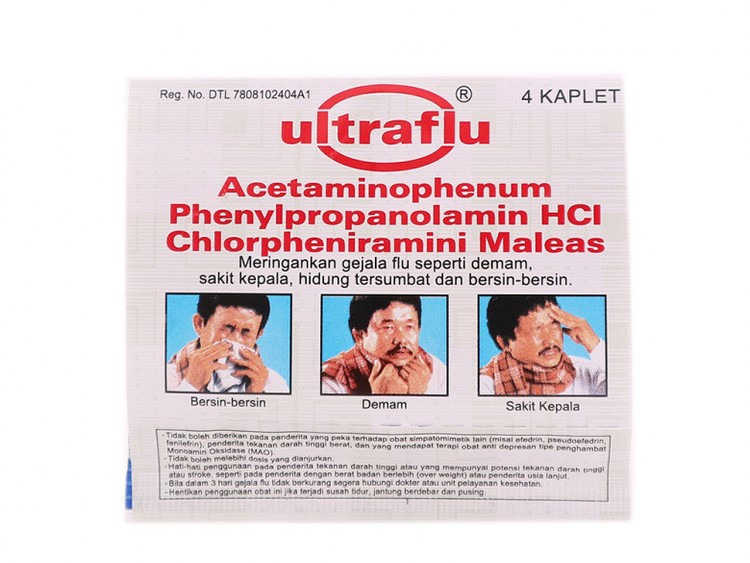 Reg. No. DTL 7808102404A1
® 4 KAPLET
ultraflu
Acetaminophenum
Phenylpropanolamin HCl
Chlorpheniramini Maleas
Meringankan gejala flu seperti demam,
sakit kepala, hidung tersumbat dan bersin-bersin.
Bersin-bersin
Demam
Sakit Kepala
-Tidak boleh diberikan pada penderita yang peka terhadap obat simpatomimetik lain (misal efedrin, pseudoefedrin,
fenilefrin), penderita tekanan darah tinggi berat, dan yang mendapat terapi obat anti depresan tipe penghambat
Monoamin Oksidase (MAO).
-Tidak boleh melebihi dosis yang dianjurkan.
-Hati-hati penggunaan pada penderita tekanan darah tinggi atau yang mempunyai potensi tekanan darah tinggi
atau stroke, seperti pada penderita dengan berat badan berlebih (over weight) atau penderita usia lanjut.
-Bila dalam 3 hari gejala flu tidak berkurang segera hubungi dokter atau unit pelayanan kesehatan.
-Hentikan penggunaan obat ini jika terjadi susah tidur, jantung berdebar dan pusing.